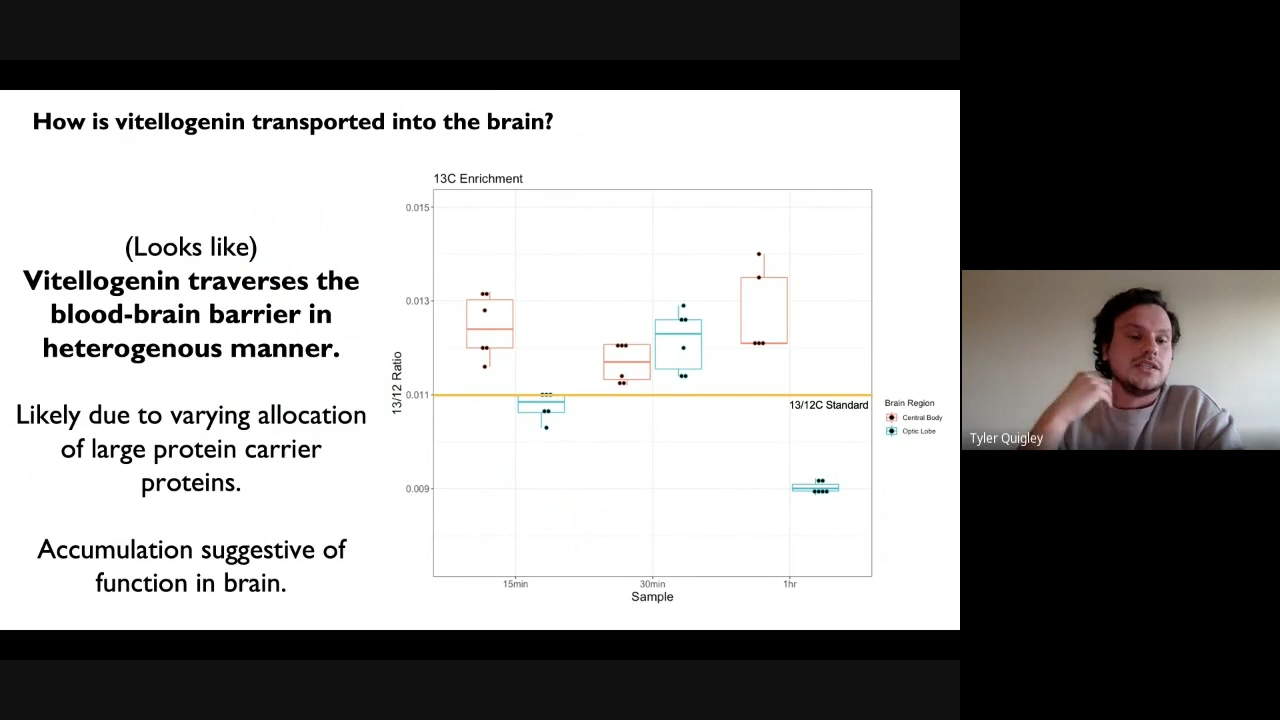 How is vitellogenin transported into the brain?
(Looks like)
Vitellogenin traverses the
blood-brain barrier in
heterogenous manner.
Likely due to varying allocation
of large protein carrier
proteins.
Accumulation suggestive of
function in brain.
13C Enrichment
13/12 Ratio
0.015
0.013
0.011
0.009
13/12C Standard
15min
30min
1hr
Sample
Brain Region
Central Body
Optic Lobe
Tyler Quigley